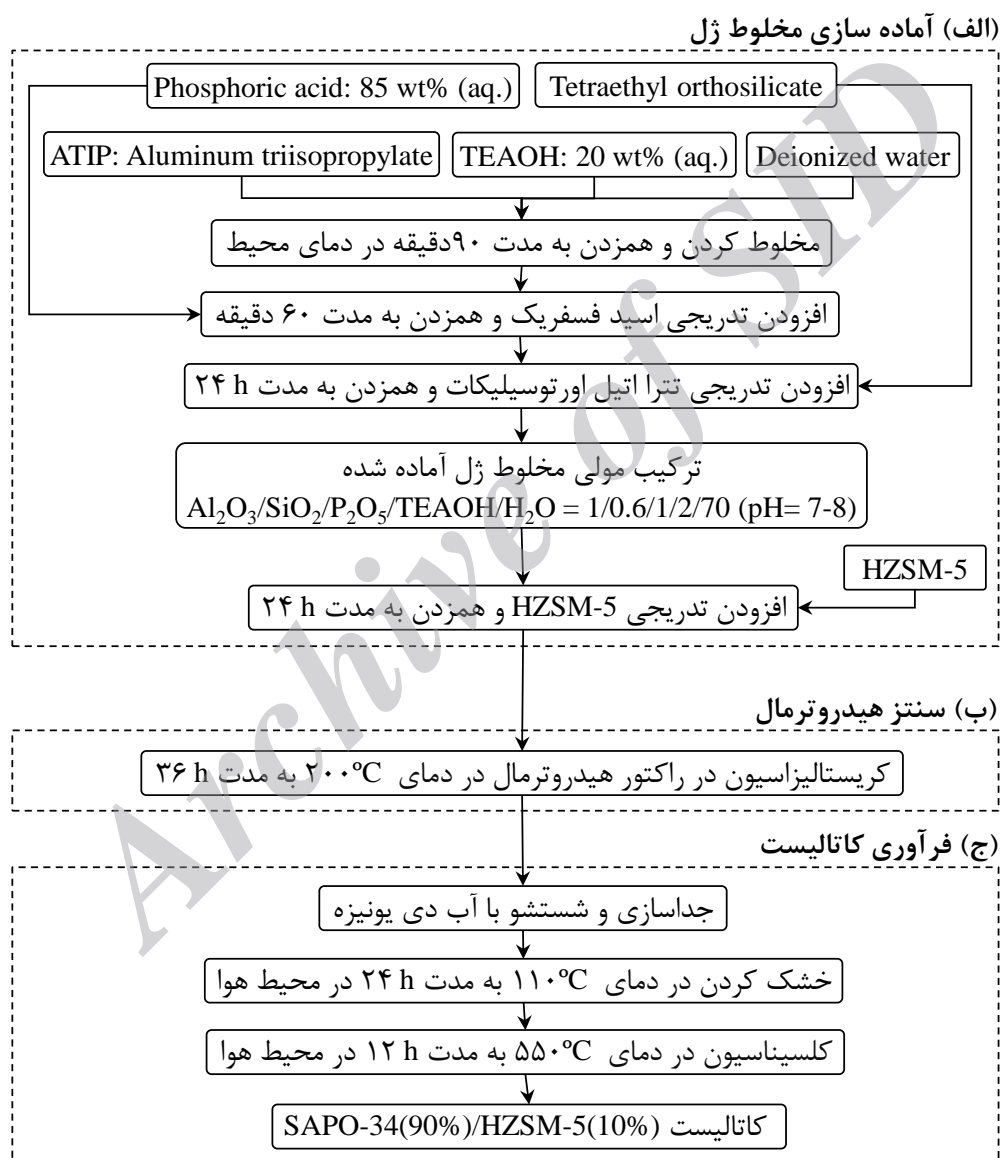 (الف) آماده سازی مخلوط ژل
Phosphoric acid: 85 wt% (aq.)
Tetraethyl orthosilicate
ATIP: Aluminum triisopropylate
TEAOH: 20 wt% (aq.)
Deionized water
مخلوط کردن و همزدن به مدت ۹۰دقیقه در دمای محیط
افزودن تدریجی اسید فسفریک و همزدن به مدت ۶۰ دقیقه
افزودن تدریجی تترا اتیل اورتوسیلیکات و همزدن به مدت ۲۴ h
ترکیب مولی مخلوط ژل آماده شده
Al₂O₃/SiO₂/P₂O₅/TEAOH/H₂O = 1/0.6/1/2/70 (pH= 7-8)
HZSM-5
افزودن تدریجی HZSM-5 و همزدن به مدت ۲۴ h
(ب) سنتز هیدروترمال
کریستالیزاسیون در راکتور هیدروترمال در دمای ۲۰۰ºC به مدت ۳۶ h
(ج) فرآوری کاتالیست
جداسازی و شستشو با آب دی یونیزه
خشک کردن در دمای ۱۱۰ºC به مدت ۲۴ h در محیط هوا
کلسیناسیون در دمای ۵۵۰ºC به مدت ۱۲ h در محیط هوا
کاتالیست SAPO-34(90%)/HZSM-5(10%)
Archive of SID